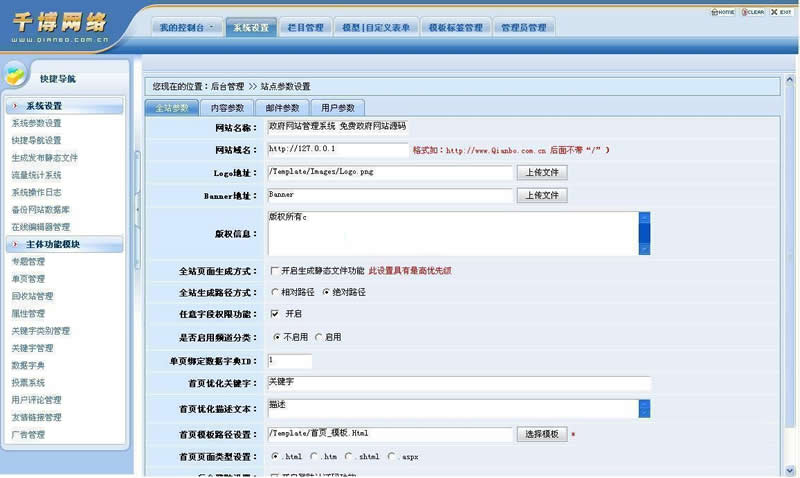 千博网络
www.QIANBO.com.cn
HOME CLEAR EXIT
我的控制台 系统设置 栏目管理 模型|自定义表单 模板标签管理 管理员管理
快捷导航
系统设置
系统参数设置
快捷导航设置
生成发布静态文件
流量统计系统
系统操作日志
备份网站数据库
在线编辑器管理
主体功能模块
专题管理
单页管理
回收站管理
属性管理
关键字类别管理
关键字管理
数据字典
投票系统
用户评论管理
友情链接管理
广告管理
您现在的位置：后台管理 >> 站点参数设置
全站参数 内容参数 邮件参数 用户参数
网站名称： 政府网站管理系统 免费政府网站源码
网站域名： http://127.0.0.1 格式如：http://www.Qianbo.com.cn 后面不带“/” )
Logo地址： /Template/Images/Logo.png 上传文件
Banner地址： Banner 上传文件
版权信息： 版权所有c
全站页面生成方式： 开启生成静态文件功能 此设置具有最高优先级
全站生成路径方式： 相对路径 绝对路径
任意字段权限功能： 开启
是否启用频道分类： 不启用 启用
单页绑定数据字典ID： 1
首页优化关键字： 关键字
首页优化描述文本： 描述
首页模板路径设置： /Template/首页_模板.Html 选择模板 *
首页页面类型设置： .html .htm .shtml .aspx